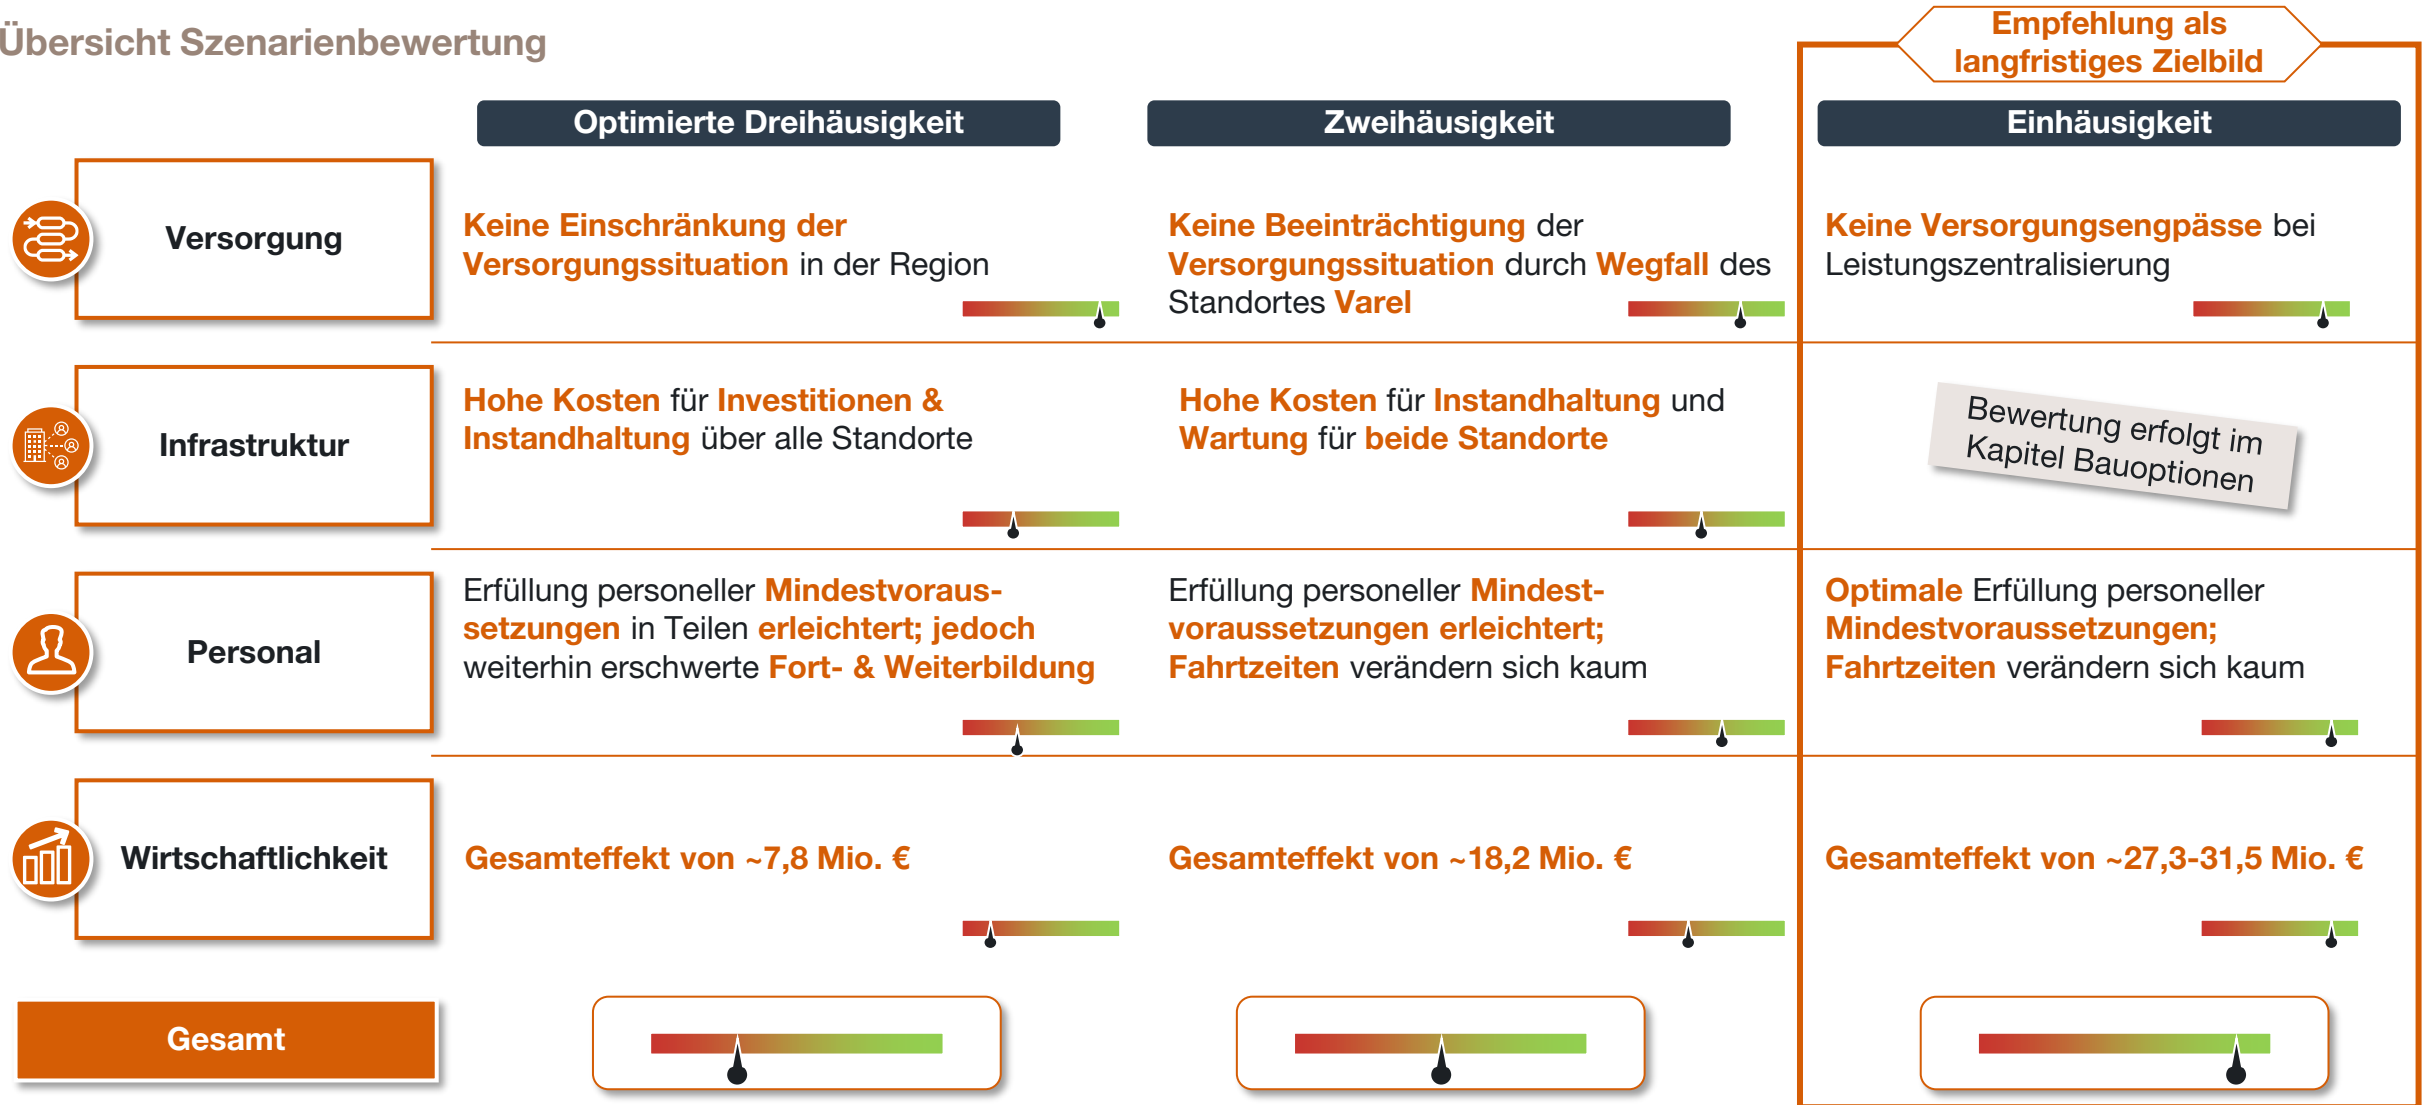 Übersicht Szenarienbewertung
Empfehlung als
langfristiges Zielbild
Optimierte Dreihäusigkeit
Zweihäusigkeit
Einhäusigkeit
Versorgung
Keine Einschränkung der
Versorgungssituation in der Region
Keine Beeinträchtigung der
Versorgungssituation durch Wegfall des
Standortes Varel
Keine Versorgungsengpässe bei
Leistungszentralisierung
Infrastruktur
Hohe Kosten für Investitionen &
Instandhaltung über alle Standorte
Hohe Kosten für Instandhaltung und
Wartung für beide Standorte
Bewertung erfolgt im
Kapitel Bauoptionen
Personal
Erfüllung personeller Mindestvoraus-
setzungen in Teilen erleichtert; jedoch
weiterhin erschwerte Fort- & Weiterbildung
Erfüllung personeller Mindest-
voraussetzungen erleichtert;
Fahrtzeiten verändern sich kaum
Optimale Erfüllung personeller
Mindestvoraussetzungen;
Fahrtzeiten verändern sich kaum
Wirtschaftlichkeit
Gesamteffekt von ~7,8 Mio. €
Gesamteffekt von ~18,2 Mio. €
Gesamteffekt von ~27,3-31,5 Mio. €
Gesamt